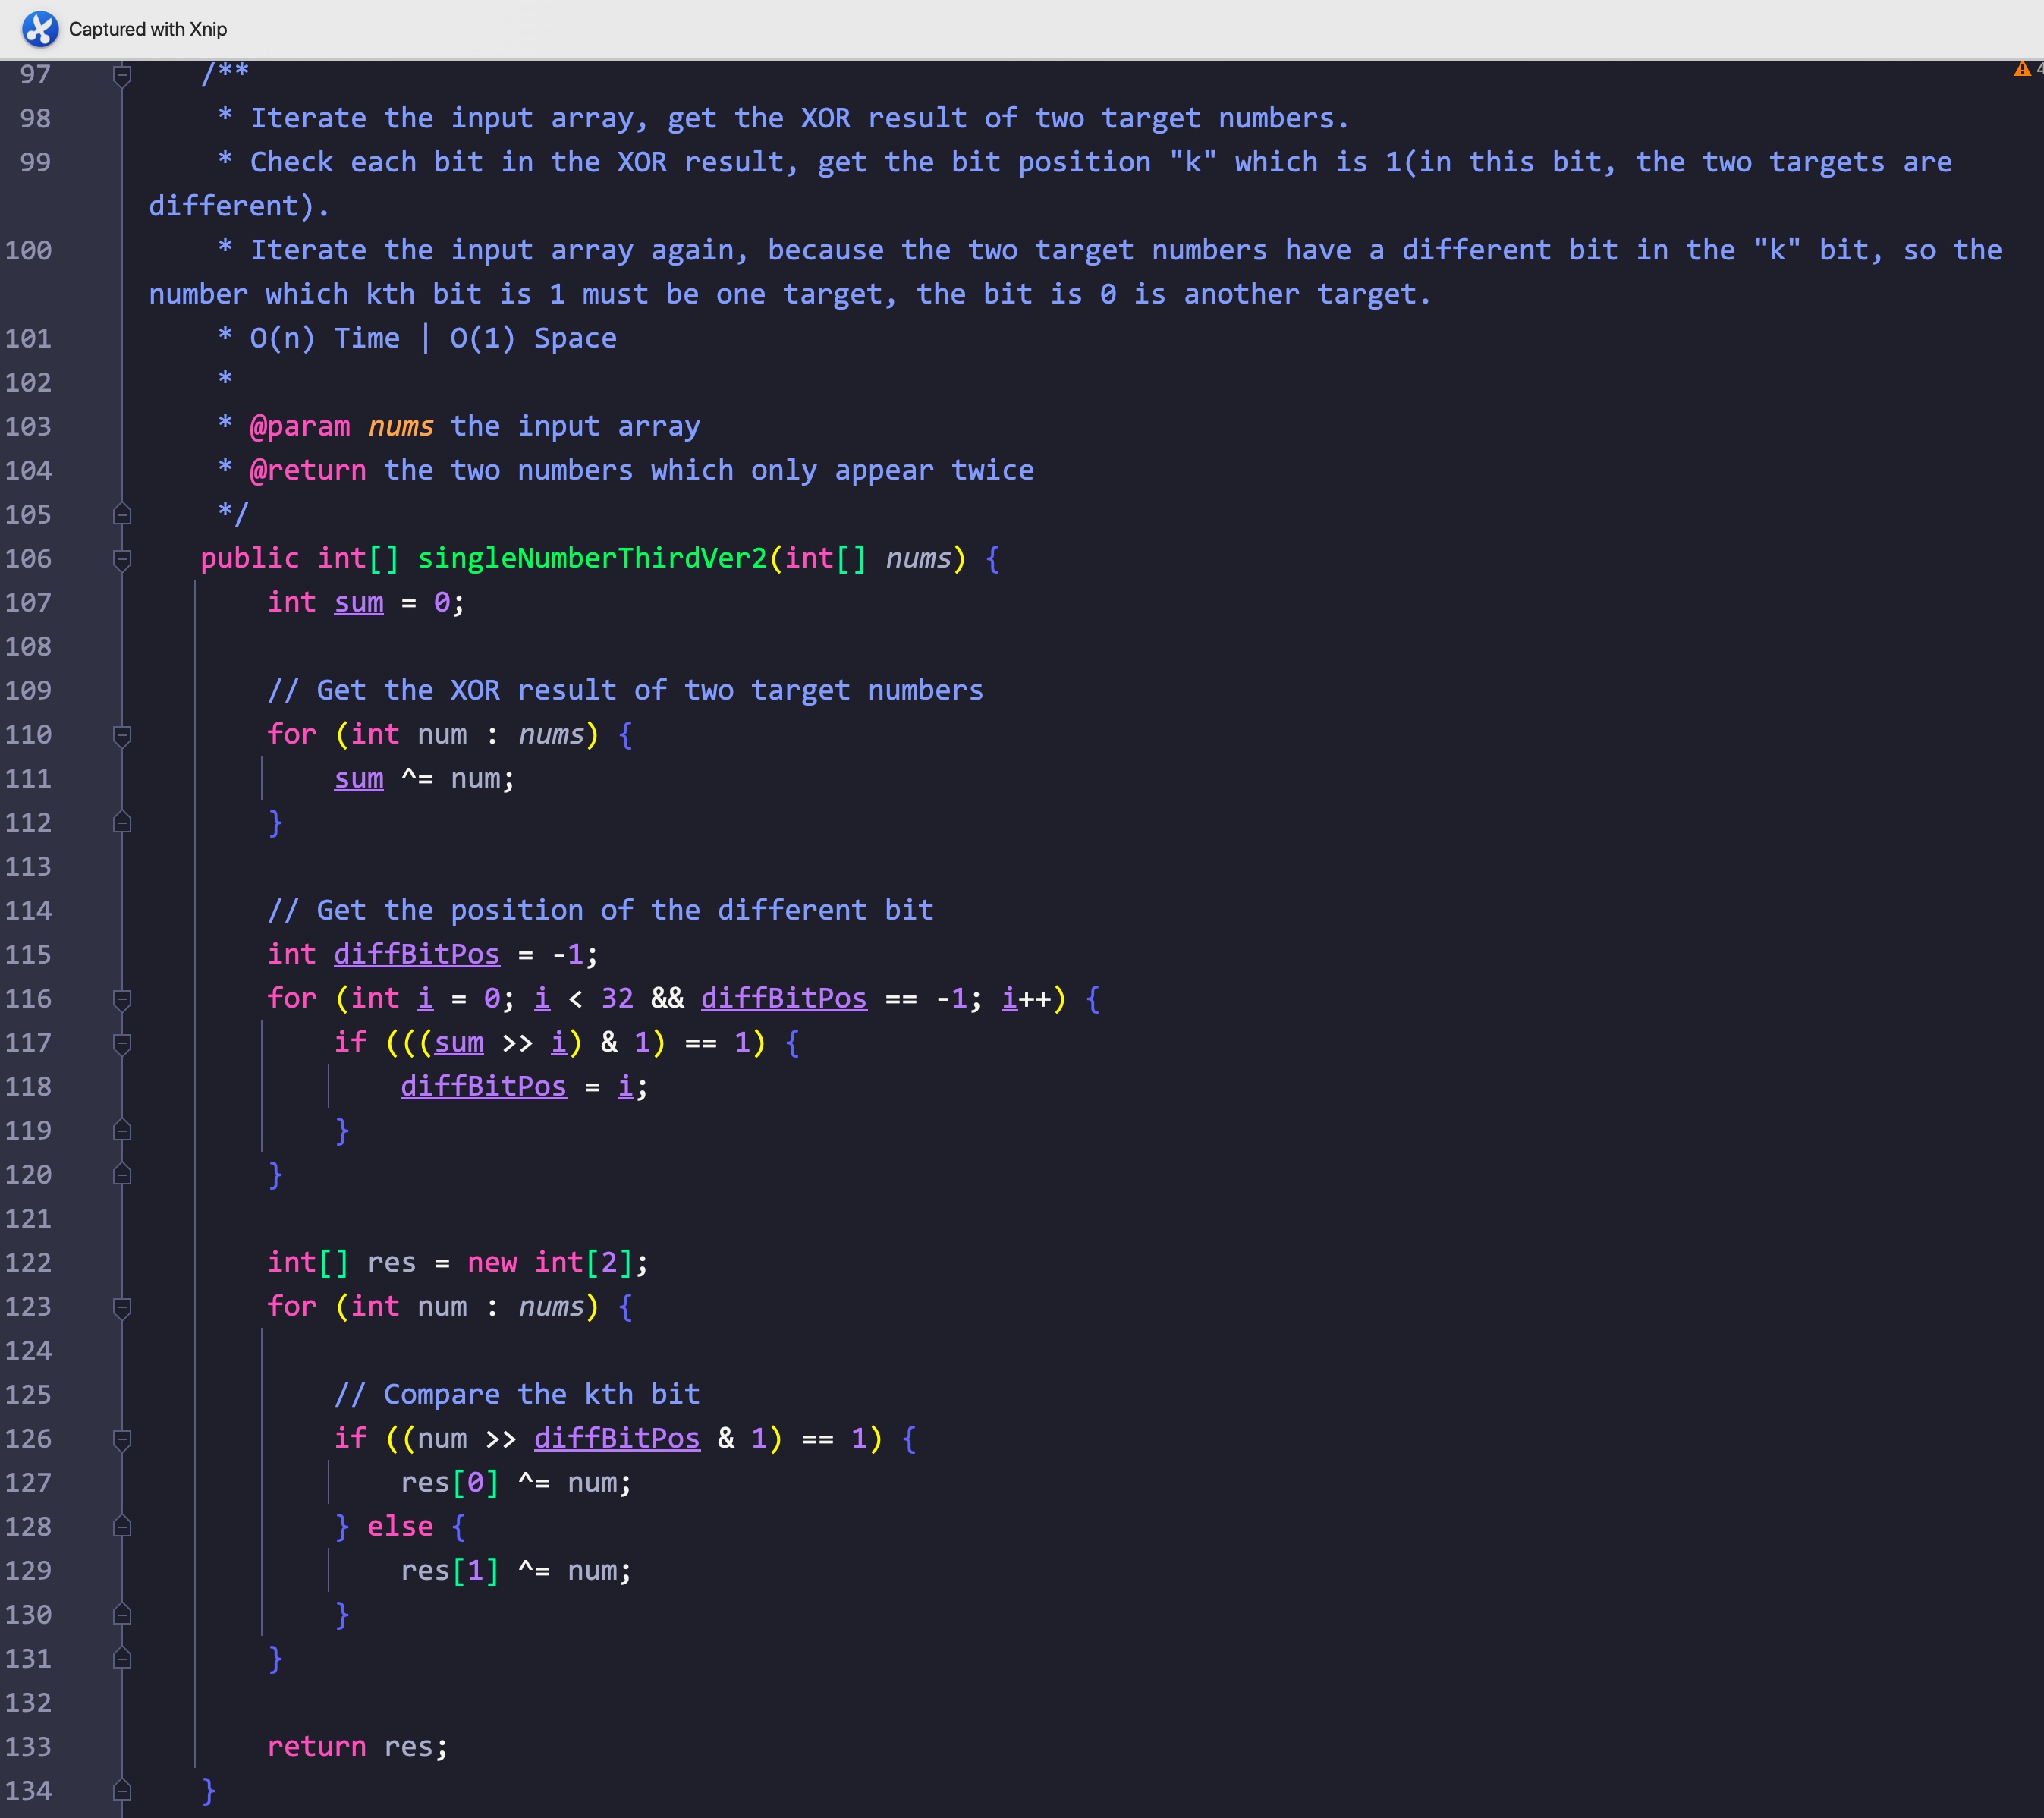 Captured with Xnip
4
97 /**
98 * Iterate the input array, get the XOR result of two target numbers.
99 * Check each bit in the XOR result, get the bit position "k" which is 1(in this bit, the two targets are
different).
100 * Iterate the input array again, because the two target numbers have a different bit in the "k" bit, so the
number which kth bit is 1 must be one target, the bit is 0 is another target.
101 * O(n) Time | O(1) Space
102 *
103 * @param nums the input array
104 * @return the two numbers which only appear twice
105 */
106 public int[] singleNumberThirdVer2(int[] nums) {
107 int sum = 0;
108
109 // Get the XOR result of two target numbers
110 for (int num : nums) {
111 sum ^= num;
112 }
113
114 // Get the position of the different bit
115 int diffBitPos = -1;
116 for (int i = 0; i < 32 && diffBitPos == -1; i++) {
117 if (((sum >> i) & 1) == 1) {
118 diffBitPos = i;
119 }
120 }
121
122 int[] res = new int[2];
123 for (int num : nums) {
124
125 // Compare the kth bit
126 if ((num >> diffBitPos & 1) == 1) {
127 res[0] ^= num;
128 } else {
129 res[1] ^= num;
130 }
131 }
132
133 return res;
134 }